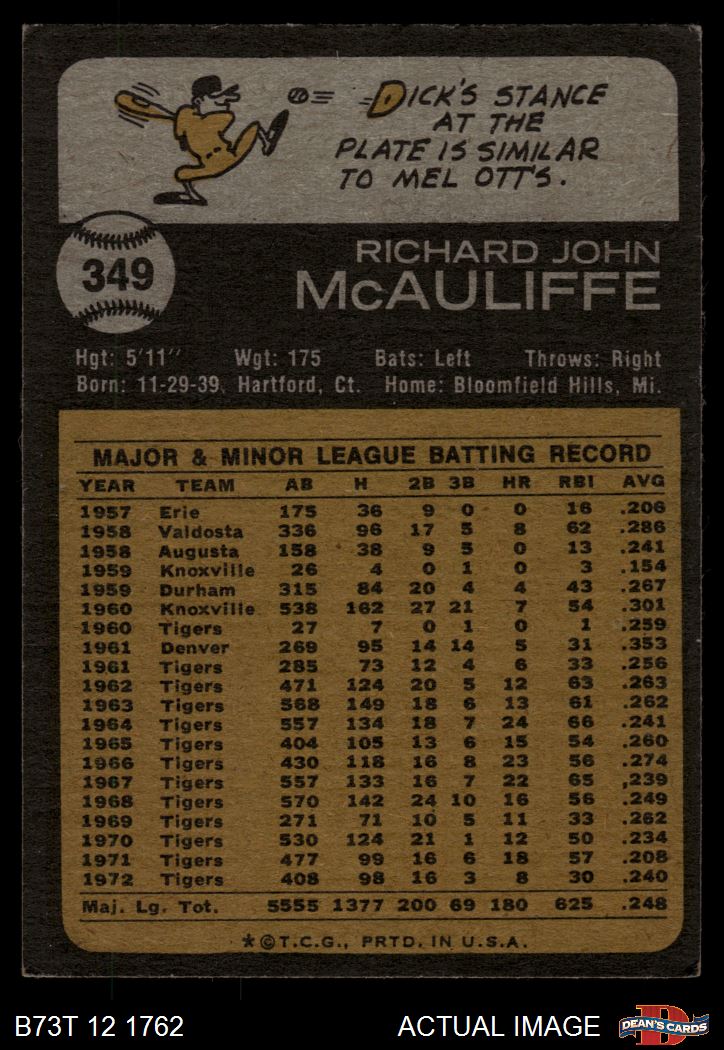 DICK'S STANCE
AT THE
PLATE IS SIMILAR
TO MEL OTT'S.
349
RICHARD JOHN
McAULIFFE
Hgt: 5'11" Wgt: 175 Bats: Left Throws: Right
Born: 11-29-39, Hartford, Ct. Home: Bloomfield Hills, Mi.
MAJOR & MINOR LEAGUE BATTING RECORD
YEAR TEAM AB H 2B 3B HR RBI AVG
1957 Erie 175 36 9 0 0 16 .206
1958 Valdosta 336 96 17 5 8 62 .286
1958 Augusta 158 38 9 5 0 13 .241
1959 Knoxville 26 4 0 1 0 3 .154
1959 Durham 315 84 20 4 4 43 .267
1960 Knoxville 538 162 27 21 7 54 .301
1960 Tigers 27 7 0 1 0 1 .259
1961 Denver 269 95 14 14 5 31 .353
1961 Tigers 285 73 12 4 6 33 .256
1962 Tigers 471 124 20 5 12 63 .263
1963 Tigers 568 149 18 6 13 61 .262
1964 Tigers 557 134 18 7 24 66 .241
1965 Tigers 404 105 13 6 15 54 .260
1966 Tigers 430 118 16 8 23 56 .274
1967 Tigers 557 133 16 7 22 65 ,239
1968 Tigers 570 142 24 10 16 56 .249
1969 Tigers 271 71 10 5 11 33 .262
1970 Tigers 530 124 21 1 12 50 .234
1971 Tigers 477 99 16 6 18 57 .208
1972 Tigers 408 98 16 3 8 30 .240
Maj. Lg. Tot. 5555 1377 200 69 180 625 .248
*©T.C.G., PRTD. IN U.S.A.
B73T 12 1762 ACTUAL IMAGE D DEAN'S CARDS